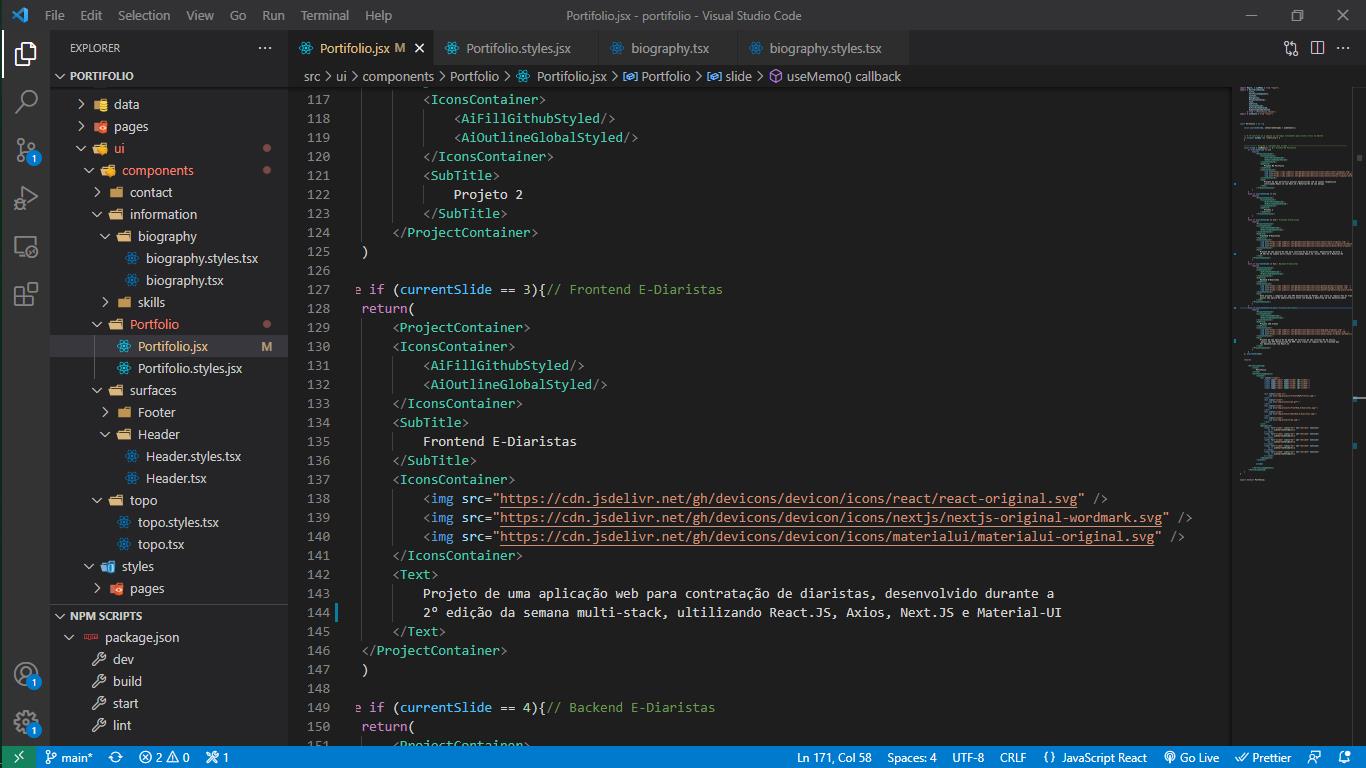 File Edit Selection View Go Run Terminal Help Portifolio.jsx - portifolio - Visual Studio Code
EXPLORER
PORTIFOLIO
data
pages
ui
components
contact
information
biography
biography.styles.tsx
biography.tsx
skills
Portfolio
Portifolio.jsx M
Portifolio.styles.jsx
surfaces
Footer
Header
Header.styles.tsx
Header.tsx
topo
topo.styles.tsx
topo.tsx
styles
pages
NPM SCRIPTS
package.json
dev
build
start
lint
1
1
1
Portifolio.jsx M Portifolio.styles.jsx biography.tsx biography.styles.tsx
src > ui > components > Portfolio > Portifolio.jsx > Portifolio > slide > useMemo() callback
117 <IconsContainer>
118 <AiFillGithubStyled/>
119 <AiOutlineGlobalStyled/>
120 </IconsContainer>
121 <SubTitle>
122 Projeto 2
123 </SubTitle>
124 </ProjectContainer>
125 )
126
127 e if (currentSlide == 3){// Frontend E-Diaristas
128 return(
129 <ProjectContainer>
130 <IconsContainer>
131 <AiFillGithubStyled/>
132 <AiOutlineGlobalStyled/>
133 </IconsContainer>
134 <SubTitle>
135 Frontend E-Diaristas
136 </SubTitle>
137 <IconsContainer>
138 <img src="https://cdn.jsdelivr.net/gh/devicons/devicon/icons/react/react-original.svg" />
139 <img src="https://cdn.jsdelivr.net/gh/devicons/devicon/icons/nextjs/nextjs-original-wordmark.svg" />
140 <img src="https://cdn.jsdelivr.net/gh/devicons/devicon/icons/materialui/materialui-original.svg" />
141 </IconsContainer>
142 <Text>
143 Projeto de uma aplicação web para contratação de diaristas, desenvolvido durante a
144 2º edição da semana multi-stack, ultilizando React.JS, Axios, Next.JS e Material-UI
145 </Text>
146 </ProjectContainer>
147 )
148
149 e if (currentSlide == 4){// Backend E-Diaristas
150 return(
151 <ProjectContainer>
main* 2 0 1 Ln 171, Col 58 Spaces: 4 UTF-8 CRLF {} JavaScript React Go Live Prettier